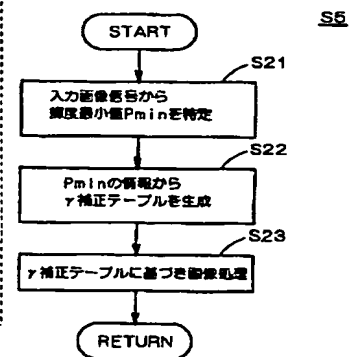 START
S5
S21
入力画像信号から
輝度最小値Pminを特定
S22
Pminの情報から
γ補正テーブルを生成
S23
γ補正テーブルに基づき画像処理
RETURN